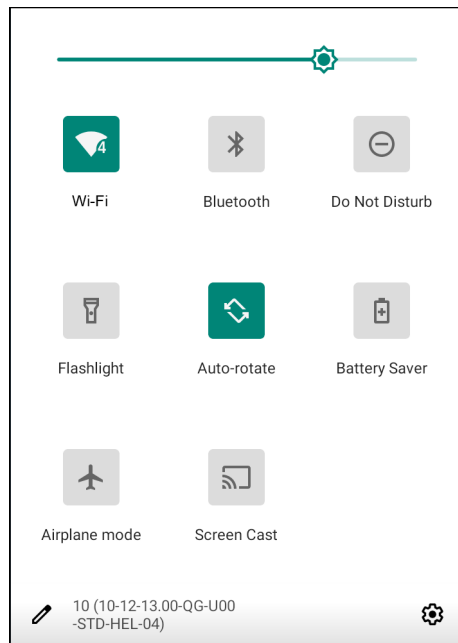 4
Wi-Fi
Bluetooth
Do Not Disturb
Flashlight
Auto-rotate
Battery Saver
Airplane mode
Screen Cast
10 (10-12-13.00-QG-U00
-STD-HEL-04)